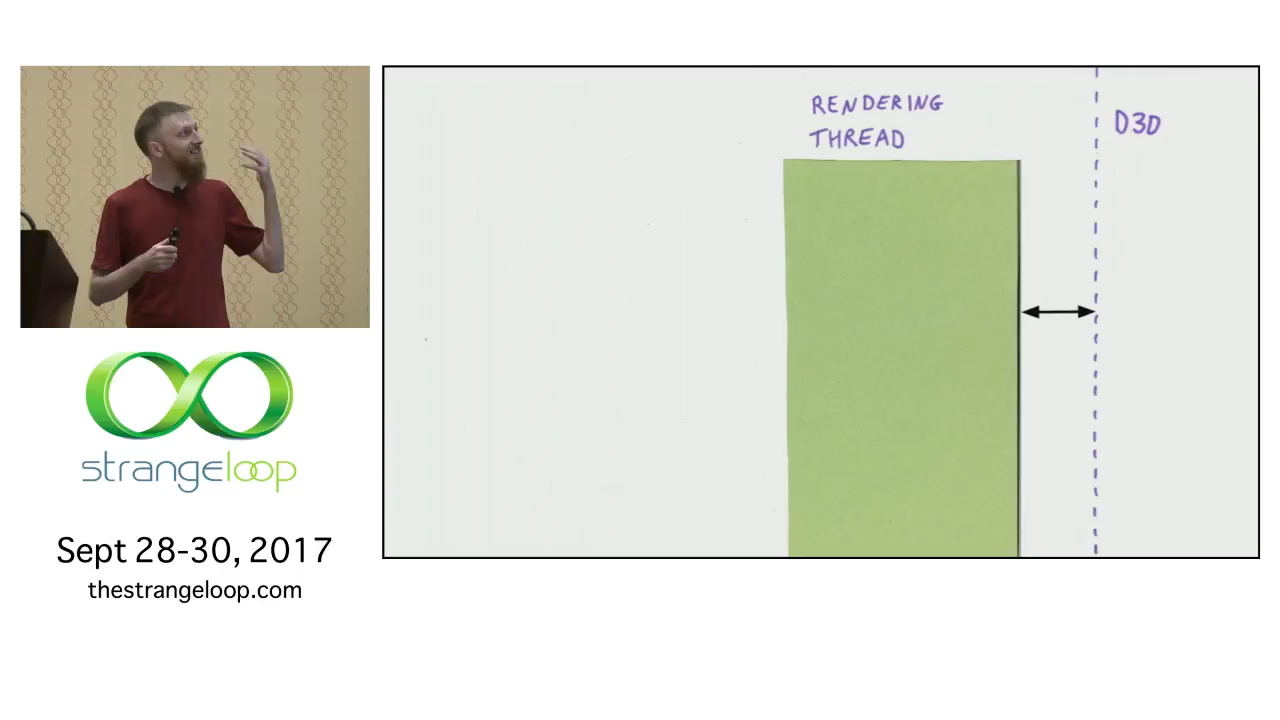 RENDERING
THREAD
D3D
strangeloop
Sept 28-30, 2017
thestrangeloop.com